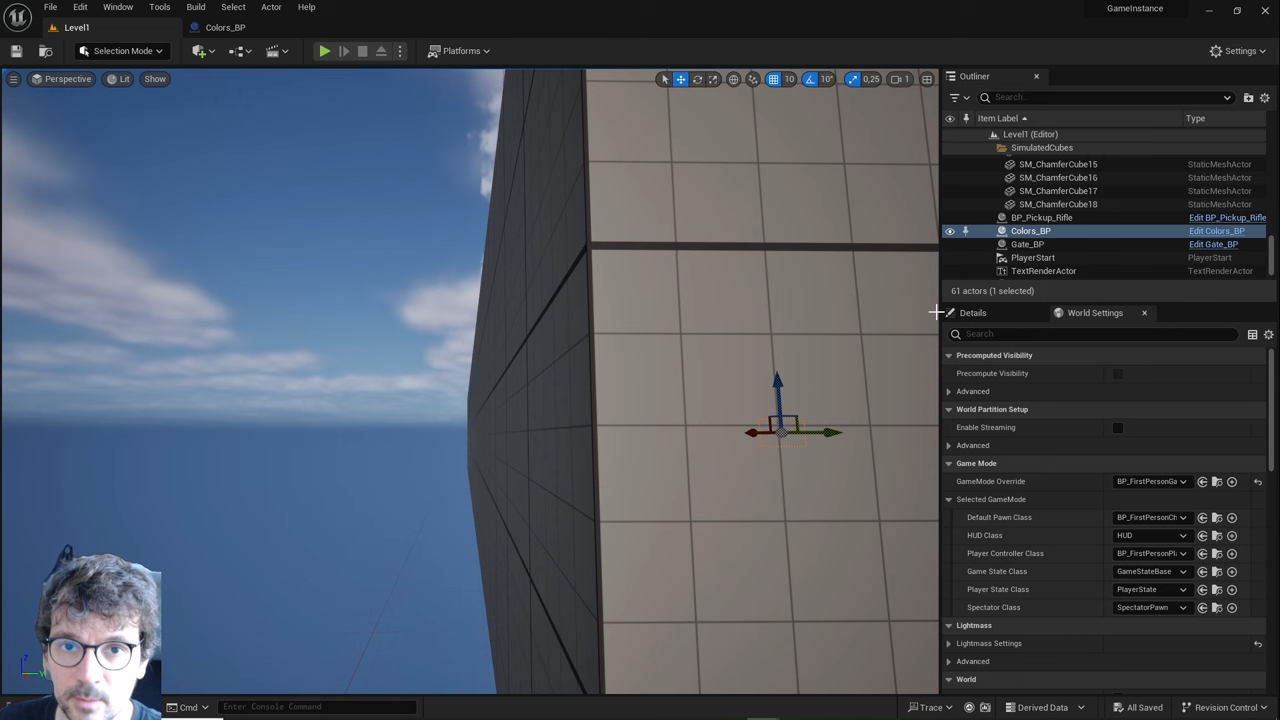 File Edit Window Tools Build Select Actor Help
GameInstance
Level1
Colors_BP
Selection Mode
Platforms
Settings
Perspective
Lit
Show
10
10°
0,25
1
Outliner
Search...
Item Label
Type
Level1 (Editor)
SimulatedCubes
SM_ChamferCube15 StaticMeshActor
SM_ChamferCube16 StaticMeshActor
SM_ChamferCube17 StaticMeshActor
SM_ChamferCube18 StaticMeshActor
BP_Pickup_Rifle Edit BP_Pickup_Rifle
Colors_BP Edit Colors_BP
Gate_BP Edit Gate_BP
PlayerStart PlayerStart
TextRenderActor TextRenderActor
61 actors (1 selected)
Details
World Settings
Search
Precomputed Visibility
Precompute Visibility
Advanced
World Partition Setup
Enable Streaming
Advanced
Game Mode
GameMode Override BP_FirstPersonGa
Selected GameMode
Default Pawn Class BP_FirstPersonCh
HUD Class HUD
Player Controller Class BP_FirstPersonPl
Game State Class GameStateBase
Player State Class PlayerState
Spectator Class SpectatorPawn
Lightmass
Lightmass Settings
Advanced
World
Cmd
Enter Console Command
Trace
Derived Data
All Saved
Revision Control